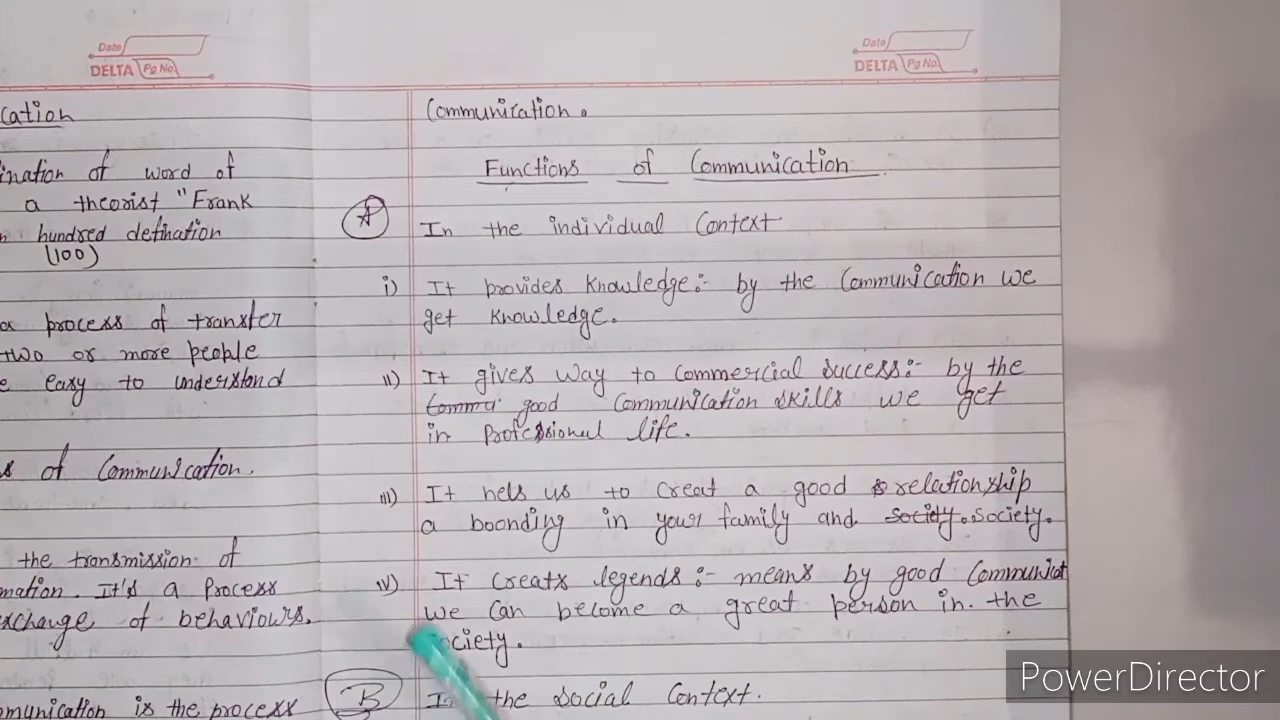 Date
DELTA Pg No
cation
ination of word of
a theorist "Frank
n hundred defination
(100)
a process of transter
two or more people
e easy to understand
s of Communication.
the transmission of
mation. It's a Process
xchange of behaviours.
munication is the process
Date
DELTA Pg No
Communication.
Functions of Communication
A In the individual Context
i) It provides Knowledge:- by the Communication we
get Knowledge.
ii) It gives way to commercial success:- by the
Commu good Communication skills we get
in Professional life.
iii) It hels us to creat a good relationship
a boonding in your family and society. society.
iv) It creats legends:- means by good Communicat
we can become a great person in the
ociety.
B In the social context.
PowerDirector